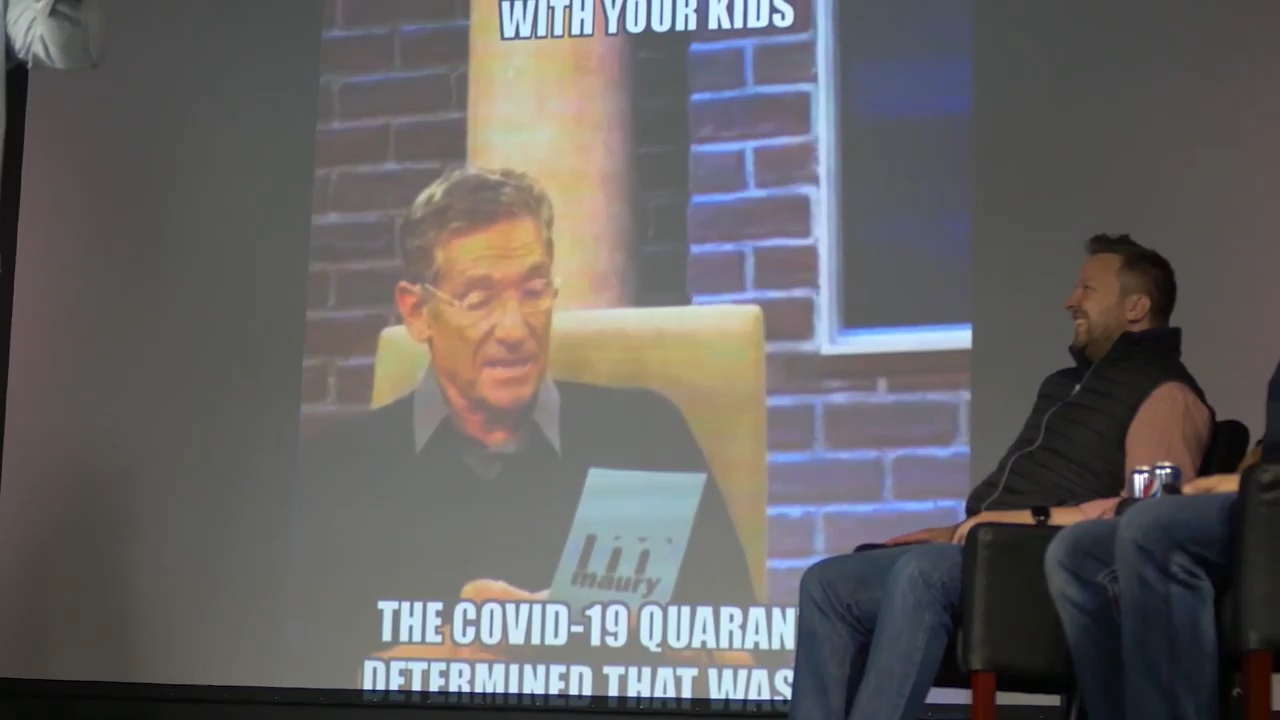 WITH YOUR KIDS
maury
THE COVID-19 QUARAN
DETERMINED THAT WAS